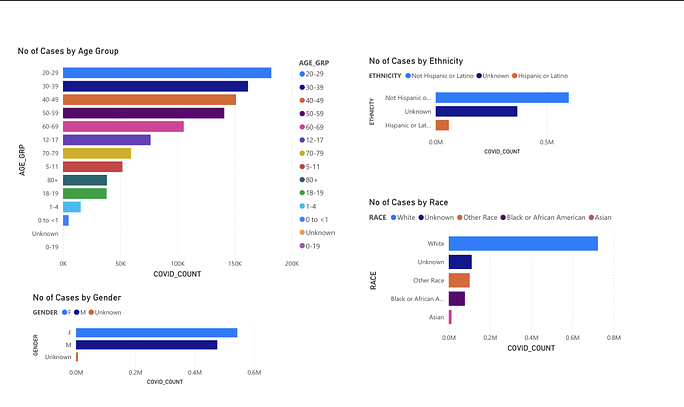 No of Cases by Age Group
AGE_GRP
20-29
30-39
40-49
50-59
60-69
12-17
70-79
5-11
80+
18-19
1-4
0 to <1
Unknown
0-19
0K 50K 100K 150K 200K
COVID_COUNT
AGE_GRP
20-29
30-39
40-49
50-59
60-69
12-17
70-79
5-11
80+
18-19
1-4
0 to <1
Unknown
0-19
No of Cases by Gender
GENDER F M Unknown
GENDER
F
M
Unknown
0.0M 0.2M 0.4M 0.6M
COVID_COUNT
No of Cases by Ethnicity
ETHNICITY Not Hispanic or Latino Unknown Hispanic or Latino
ETHNICITY
Not Hispanic o...
Unknown
Hispanic or Lat...
0.0M 0.5M
COVID_COUNT
No of Cases by Race
RACE White Unknown Other Race Black or African American Asian
RACE
White
Unknown
Other Race
Black or African A...
Asian
0.0M 0.2M 0.4M 0.6M 0.8M
COVID_COUNT